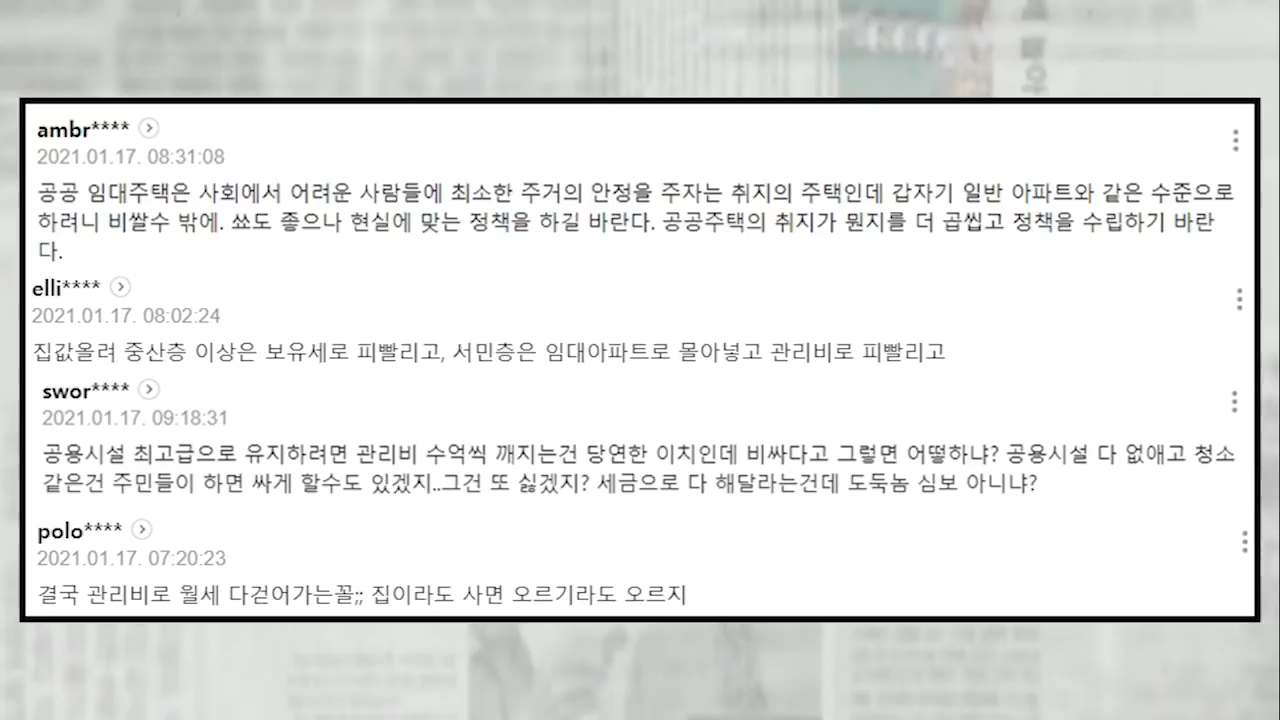 ambr****
2021.01.17. 08:31:08
공공 임대주택은 사회에서 어려운 사람들에 최소한 주거의 안정을 주자는 취지의 주택인데 갑자기 일반 아파트와 같은 수준으로
하려니 비쌀수 밖에. 쑈도 좋으나 현실에 맞는 정책을 하길 바란다. 공공주택의 취지가 뭔지를 더 곱씹고 정책을 수립하기 바란
다.
elli****
2021.01.17. 08:02:24
집값올려 중산층 이상은 보유세로 피빨리고, 서민층은 임대아파트로 몰아넣고 관리비로 피빨리고
swor****
2021.01.17. 09:18:31
공용시설 최고급으로 유지하려면 관리비 수억씩 깨지는건 당연한 이치인데 비싸다고 그렇면 어떻하냐? 공용시설 다 없애고 청소
같은건 주민들이 하면 싸게 할수도 있겠지..그건 또 싫겠지? 세금으로 다 해달라는건데 도둑놈 심보 아니냐?
polo****
2021.01.17. 07:20:23
결국 관리비로 월세 다걷어가는꼴;; 집이라도 사면 오르기라도 오르지